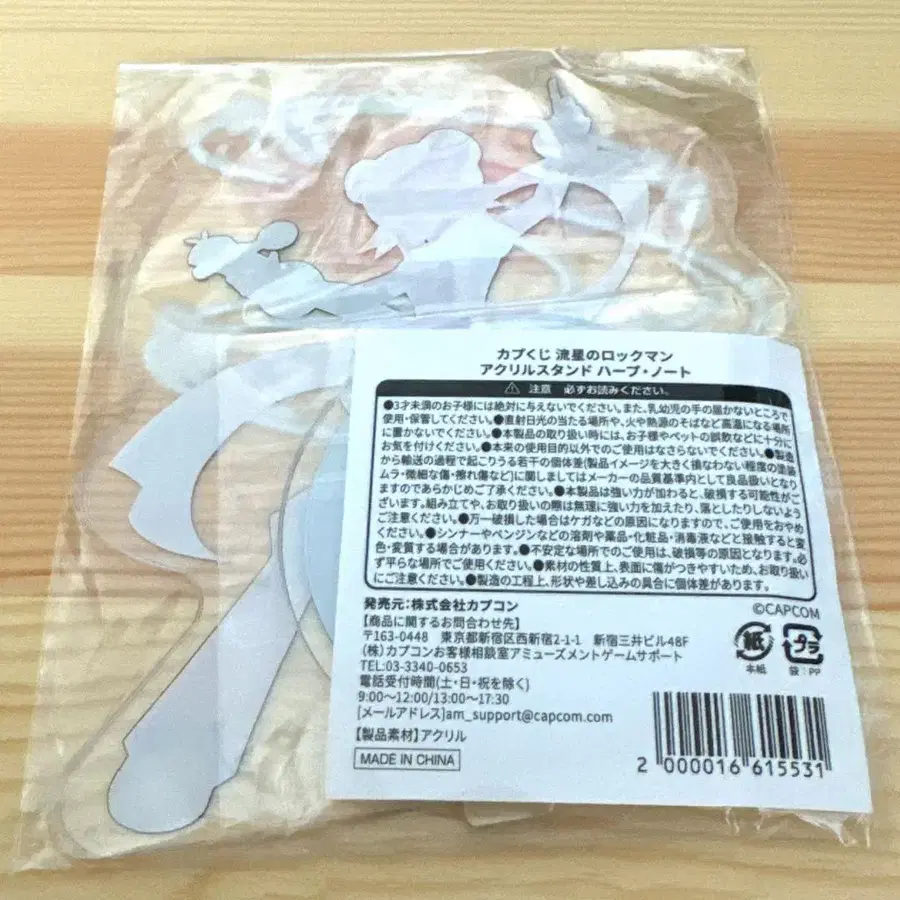 カプくじ 流星のロックマン
アクリルスタンド ハープ・ノート
⚠ 注意 必ずお読みください。
●3才未満のお子様には絶対に与えないでください。また、乳幼児の手の届かないところで
使用・保管してください。●直射日光の当たる場所や、火や熱源のそばなど高温になる場所
に置かないでください。●本製品の取り扱い時には、お子様やペットの誤飲などに十分に
お気を付けください。●本来の使用目的以外でのご使用はなさらないでください。●製造
から輸送の過程で起こりうる若干の個体差(製品イメージを大きく損なわない程度の塗装
ムラ・微細な傷・擦れ傷など)に関しましてはメーカーの品質基準内として良品扱いとなり
ますのであらかじめご了承ください。●本製品は強い力が加わると、破損する可能性がご
ざいます。組み立てや、お取り扱いの際は無理に強い力を加えたり、落としたりしないよう
ご注意ください。●万一破損した場合はケガなどの原因になりますので、ご使用をおやめ
ください。●シンナーやベンジンなどの溶剤や薬品・化粧品・消毒液などと接触すると変
色・変質する場合があります。●不安定な場所でのご使用は、破損等の原因となります。必
ず平らな場所でご使用ください。●素材の性質上、表面に傷がつきやすいため、お取り扱い
にご注意ください。●製造の工程上、形状や差し込みの具合に個体差があります。
発売元:株式会社カプコン
©CAPCOM
【商品に関するお問合わせ先】
〒163-0448 東京都新宿区西新宿2-1-1 新宿三井ビル48F
(株)カプコンお客様相談室アミューズメントゲームサポート
TEL:03-3340-0653
電話受付時間(土・日・祝を除く)
9:00~12:00/13:00~17:30
[メールアドレス]am_support@capcom.com
【製品素材】アクリル
MADE IN CHINA
紙
本紙
プラ
袋:PP
2 000016 615531